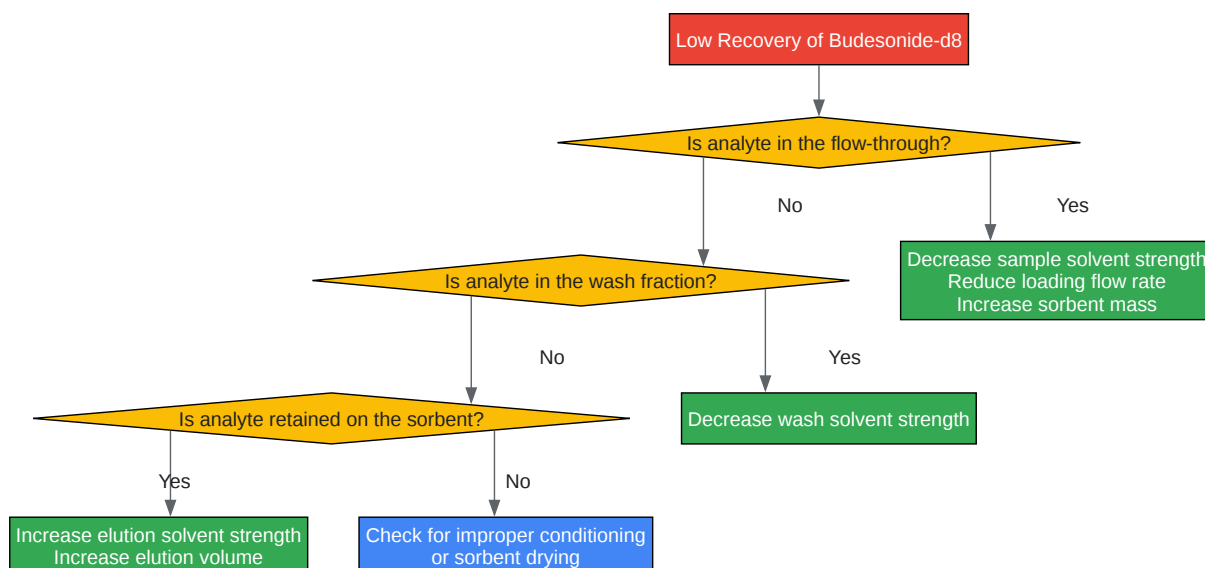 Low Recovery of Budesonide-d8
Is analyte in the flow-through?
No
Yes
Decrease sample solvent strength
Reduce loading flow rate
Increase sorbent mass
Is analyte in the wash fraction?
No
Yes
Is analyte retained on the sorbent?
Decrease wash solvent strength
Yes
No
Increase elution solvent strength
Increase elution volume
Check for improper conditioning
or sorbent drying